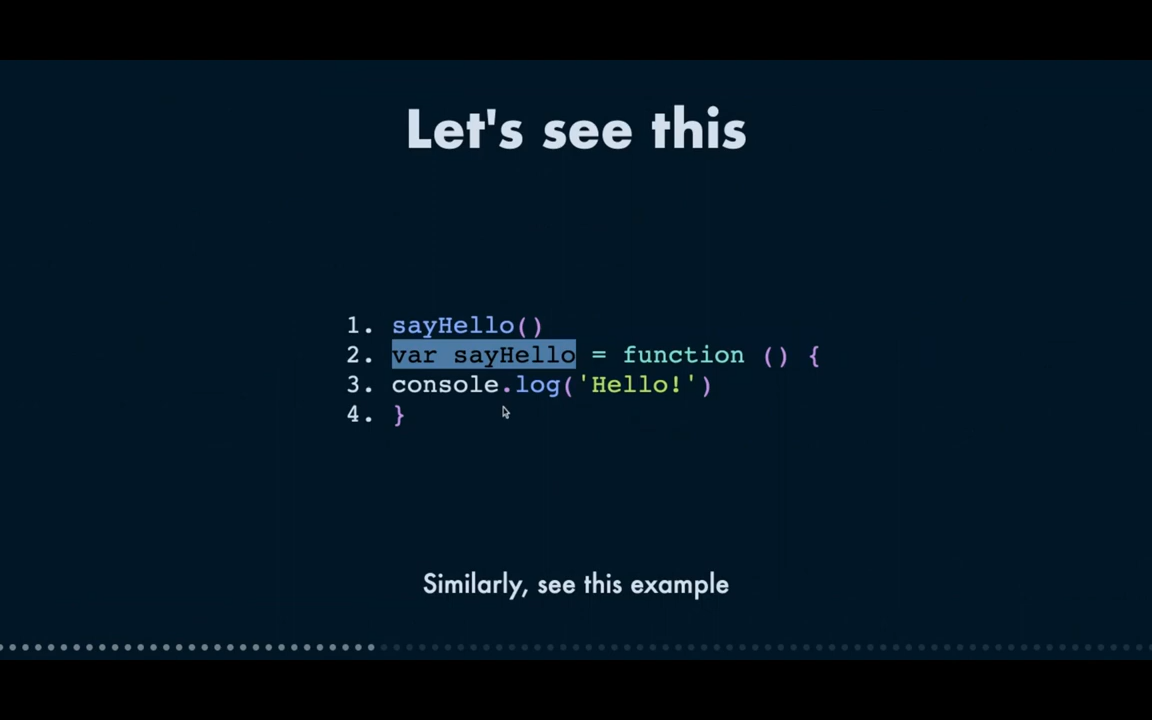 Let's see this
1. sayHello()
2. var sayHello = function () {
3. console.log('Hello!')
4. }
Similarly, see this example